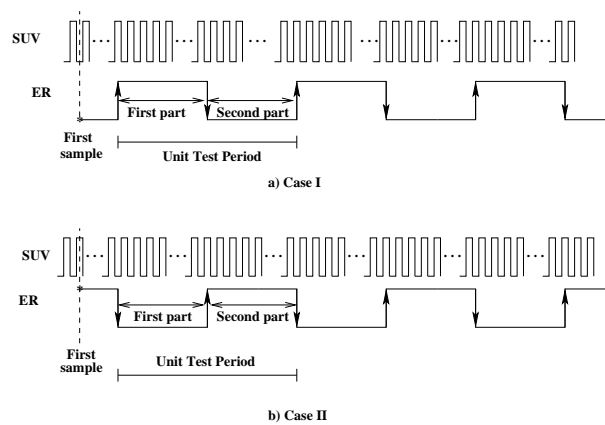 SUV
ER
First part
Second part
First
sample
Unit Test Period
a) Case I
SUV
ER
First part
Second part
First
sample
Unit Test Period
b) Case II